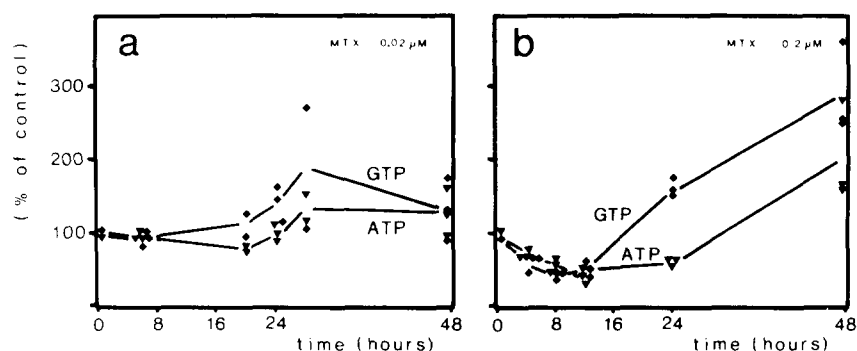 a
MTX 0,02 µM
(% of control)
300
200
100
0
GTP
ATP
0 8 16 24 48
time (hours)
b
MTX 0.2 µM
GTP
ATP
0 8 16 24 48
time (hours)